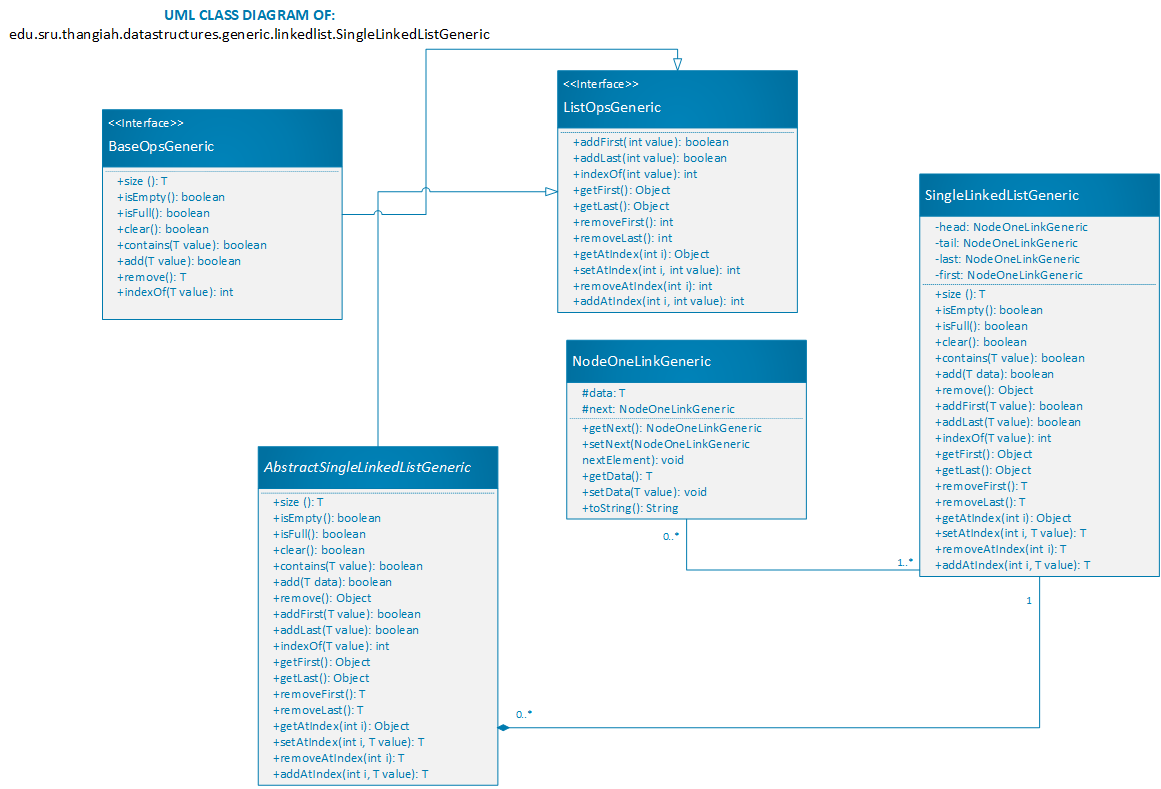 UML CLASS DIAGRAM OF:
edu.sru.thangiah.datastructures.generic.linkedlist.SingleLinkedListGeneric
<<Interface>>
BaseOpsGeneric
+size (): T
+isEmpty(): boolean
+isFull(): boolean
+clear(): boolean
+contains(T value): boolean
+add(T value): boolean
+remove(): T
+indexOf(T value): int
<<Interface>>
ListOpsGeneric
+addFirst(int value): boolean
+addLast(int value): boolean
+indexOf(int value): int
+getFirst(): Object
+getLast(): Object
+removeFirst(): int
+removeLast(): int
+getAtIndex(int i): Object
+setAtIndex(int i, int value): int
+removeAtIndex(int i): int
+addAtIndex(int i, int value): int
SingleLinkedListGeneric
-head: NodeOneLinkGeneric
-tail: NodeOneLinkGeneric
-last: NodeOneLinkGeneric
-first: NodeOneLinkGeneric
+size (): T
+isEmpty(): boolean
+isFull(): boolean
+clear(): boolean
+contains(T value): boolean
+add(T data): boolean
+remove(): Object
+addFirst(T value): boolean
+addLast(T value): boolean
+indexOf(T value): int
+getFirst(): Object
+getLast(): Object
+removeFirst(): T
+removeLast(): T
+getAtIndex(int i): Object
+setAtIndex(int i, T value): T
+removeAtIndex(int i): T
+addAtIndex(int i, T value): T
NodeOneLinkGeneric
#data: T
#next: NodeOneLinkGeneric
+getNext(): NodeOneLinkGeneric
+setNext(NodeOneLinkGeneric
nextElement): void
+getData(): T
+setData(T value): void
+toString(): String
0..*
1..*
1
AbstractSingleLinkedListGeneric
+size (): T
+isEmpty(): boolean
+isFull(): boolean
+clear(): boolean
+contains(T value): boolean
+add(T data): boolean
+remove(): Object
+addFirst(T value): boolean
+addLast(T value): boolean
+indexOf(T value): int
+getFirst(): Object
+getLast(): Object
+removeFirst(): T
+removeLast(): T
+getAtIndex(int i): Object
+setAtIndex(int i, T value): T
+removeAtIndex(int i): T
+addAtIndex(int i, T value): T
0..*